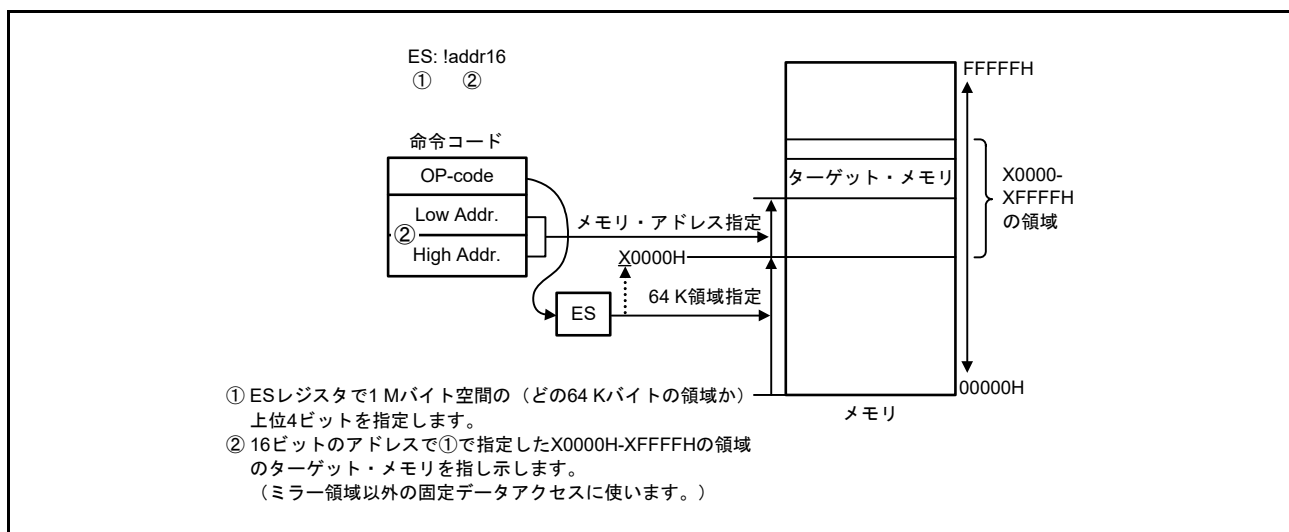 ES: !addr16
① ②
命令コード
OP-code
Low Addr.
②
High Addr.
ES
メモリ・アドレス指定
X0000H
64 K領域指定
FFFFFH
ターゲット・メモリ
X0000-
XFFFFH
の領域
00000H
メモリ
① ESレジスタで1 Mバイト空間の（どの64 Kバイトの領域か）
上位4ビットを指定します。
② 16ビットのアドレスで①で指定したX0000H-XFFFFHの領域
のターゲット・メモリを指し示します。
（ミラー領域以外の固定データアクセスに使います。）